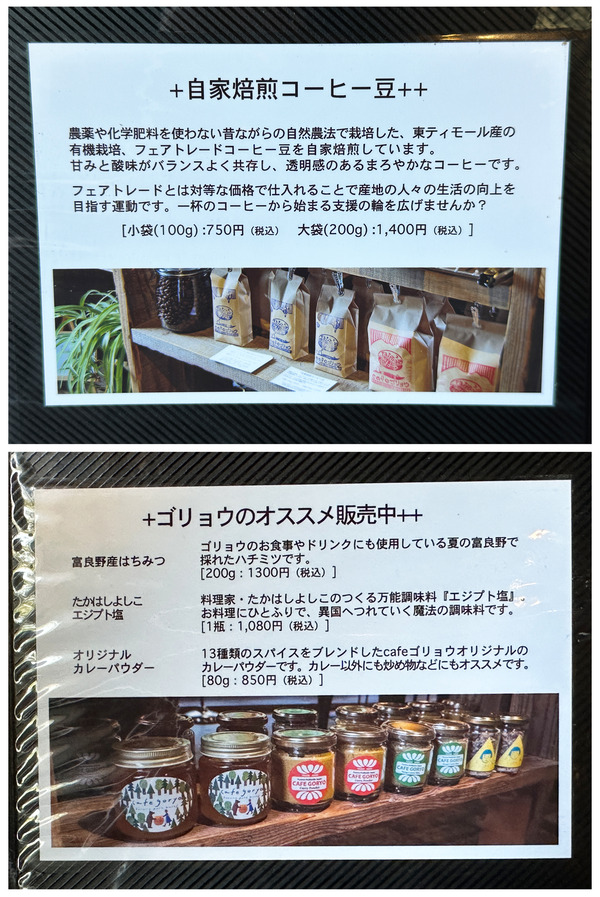 +自家焙煎コーヒー豆++
農薬や化学肥料を使わない昔ながらの自然農法で栽培した、東ティモール産の
有機栽培、フェアトレードコーヒー豆を自家焙煎しています。
甘みと酸味がバランスよく共存し、透明感のあるまろやかなコーヒーです。
フェアトレードとは対等な価格で仕入れることで産地の人々の生活の向上を
目指す運動です。一杯のコーヒーから始まる支援の輪を広げませんか?
[小袋(100g) :750円（税込） 大袋(200g) :1,400円（税込）]
+ゴリョウのオススメ販売中++
富良野産はちみつ
ゴリョウのお食事やドリンクにも使用している夏の富良野で
採れたハチミツです。
[200g : 1300円（税込）]
たかはしよしこ
エジプト塩
料理家・たかはしよしこのつくる万能調味料『エジプト塩』。
お料理にひとふりで、異国へつれていく魔法の調味料です。
[1瓶 : 1,080円（税込）]
オリジナル
カレーパウダー
13種類のスパイスをブレンドしたcafeゴリョウオリジナルの
カレーパウダーです。カレー以外にも炒め物などにもオススメです。
[80g : 850円（税込）]
cafe goryo
cafe goryo
CAFE GORYO
CAFE GORYO
CAFE GORYO